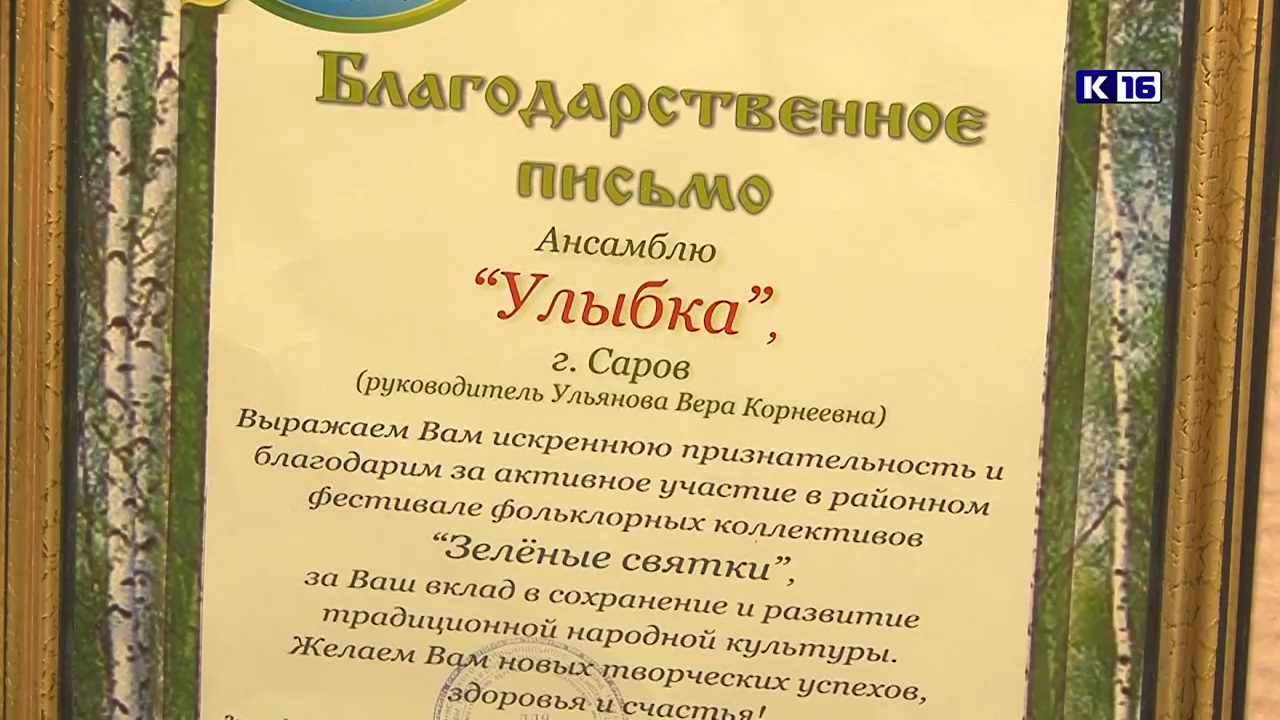 К 16
Благодарственное
письмо
Ансамблю
“Улыбка”,
г. Саров
(руководитель Ульянова Вера Корнеевна)
Выражаем Вам искреннюю признательность и
благодарим за активное участие в районном
фестивале фольклорных коллективов
“Зелёные святки”,
за Ваш вклад в сохранение и развитие
традиционной народной культуры.
Желаем Вам новых творческих успехов,
здоровья и счастья!